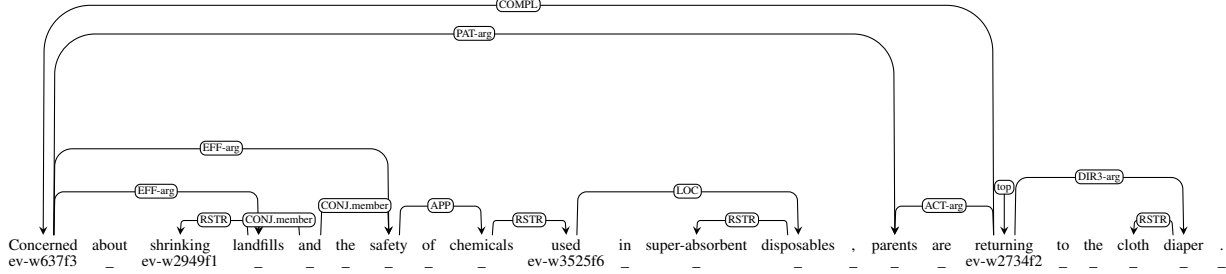 COMPL
PAT-arg
EFF-arg
EFF-arg LOC DIR3-arg
top
CONJ.member APP ACT-arg
RSTR CONJ.member RSTR RSTR RSTR
Concerned about shrinking landfills and the safety of chemicals used in super-absorbent disposables , parents are returning to the cloth diaper .
ev-w637f3 _ ev-w2949f1 _ _ _ _ _ _ ev-w3525f6 _ _ _ _ _ _ ev-w2734f2 _ _ _ _ _